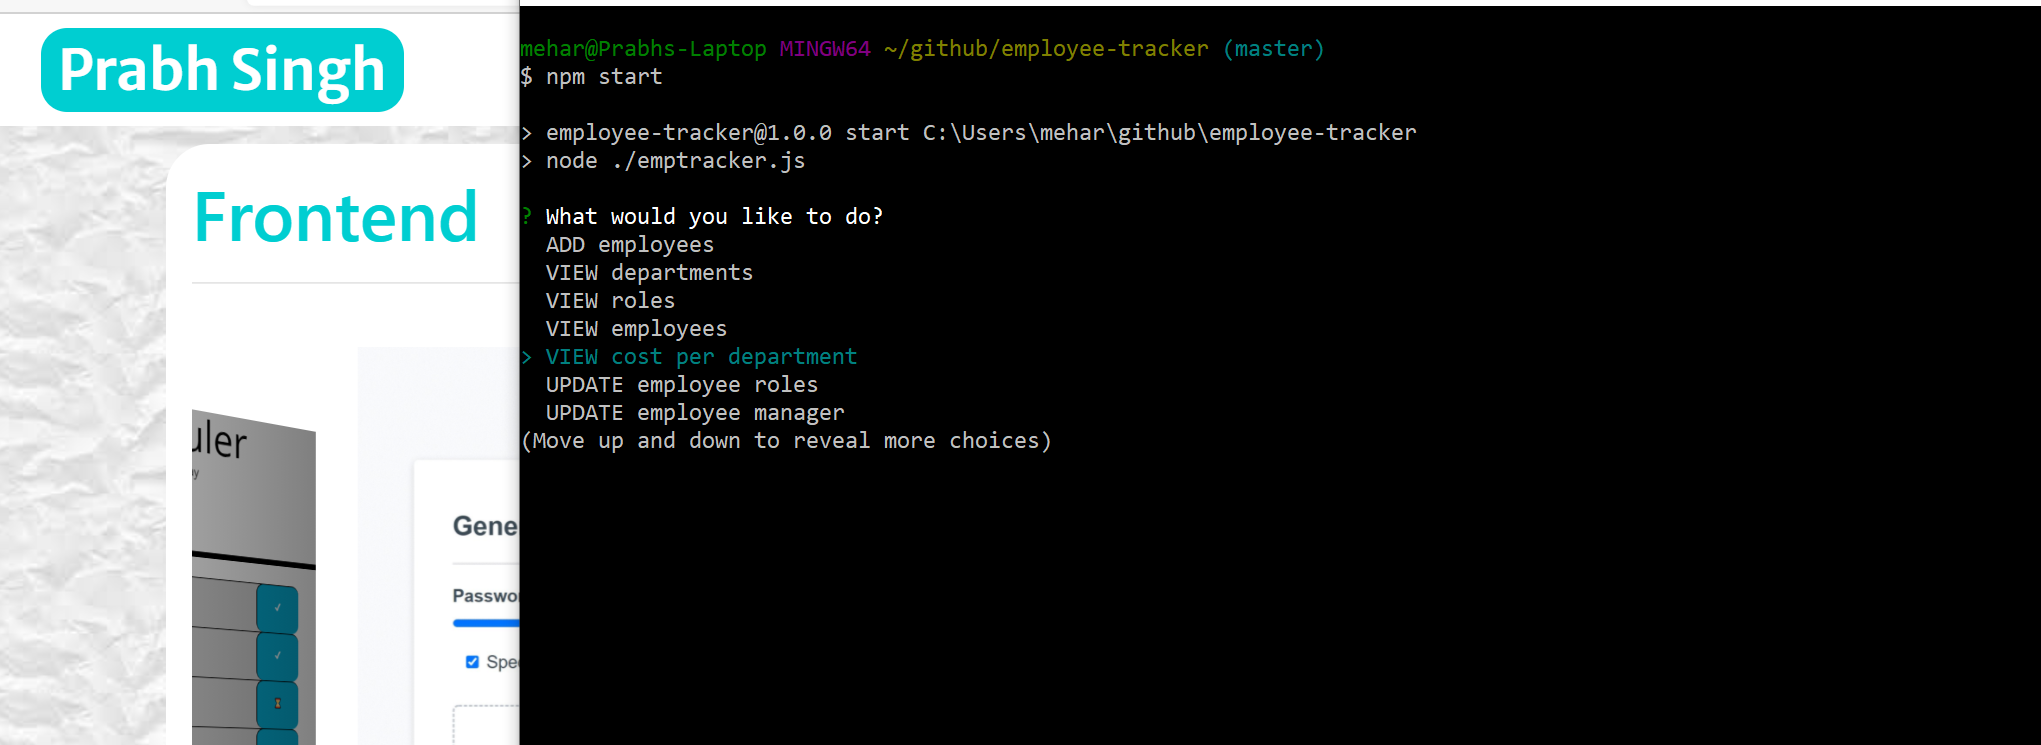 Prabh Singh
Frontend
uler
Gene
Passwo
Spe
mehar@Prabhs-Laptop MINGW64 ~/github/employee-tracker (master)
$ npm start
> employee-tracker@1.0.0 start C:\Users\mehar\github\employee-tracker
> node ./emptracker.js
? What would you like to do?
ADD employees
VIEW departments
VIEW roles
VIEW employees
> VIEW cost per department
UPDATE employee roles
UPDATE employee manager
(Move up and down to reveal more choices)